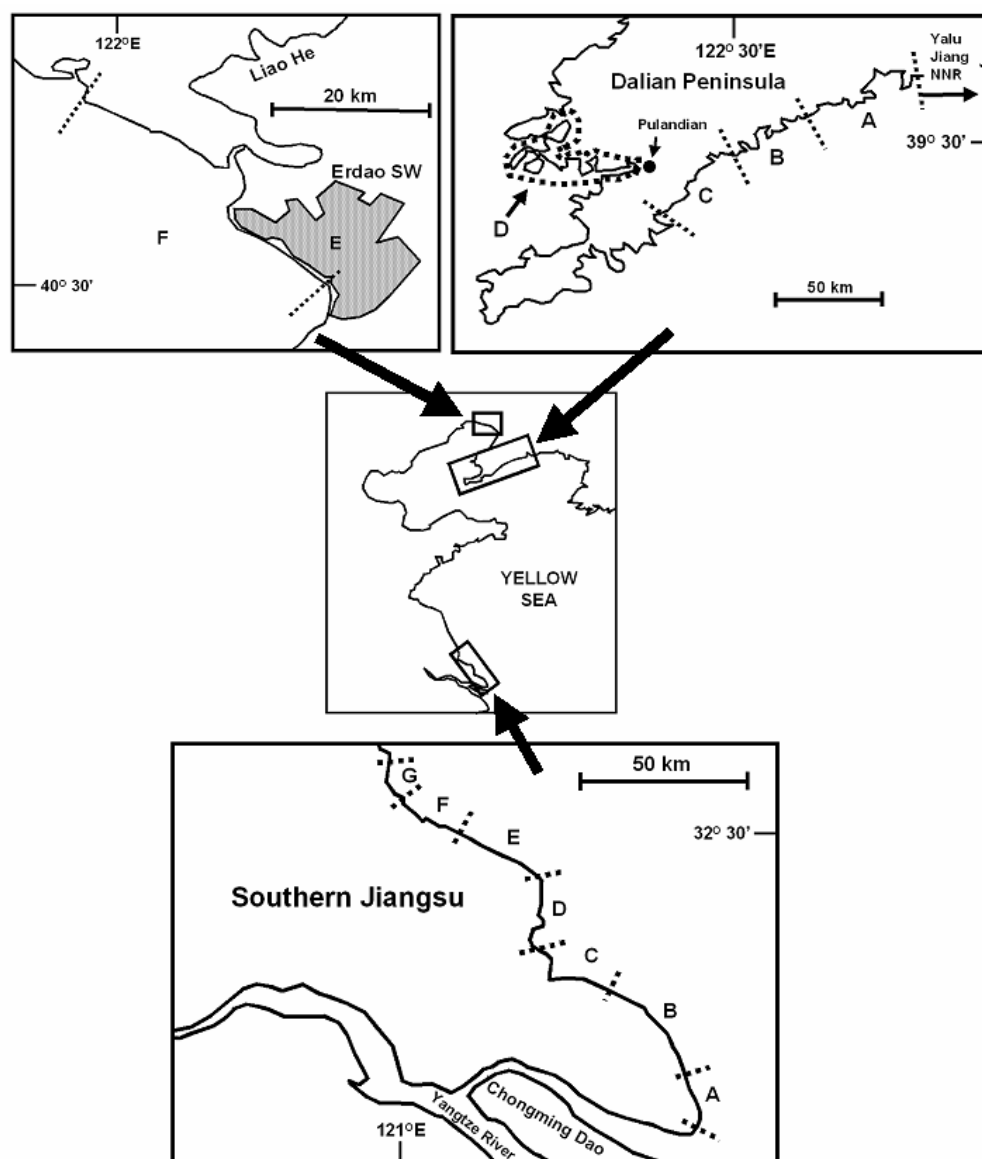 122°E
Liao He
20 km
Erdao SW
F
E
40° 30'
122° 30'E
Yalu
Jiang
NNR
Dalian Peninsula
Pulandian
A
39° 30'
B
C
D
50 km
YELLOW
SEA
50 km
G
F
32° 30'
E
Southern Jiangsu
D
C
B
A
Chongming Dao
Yangtze River
121°E